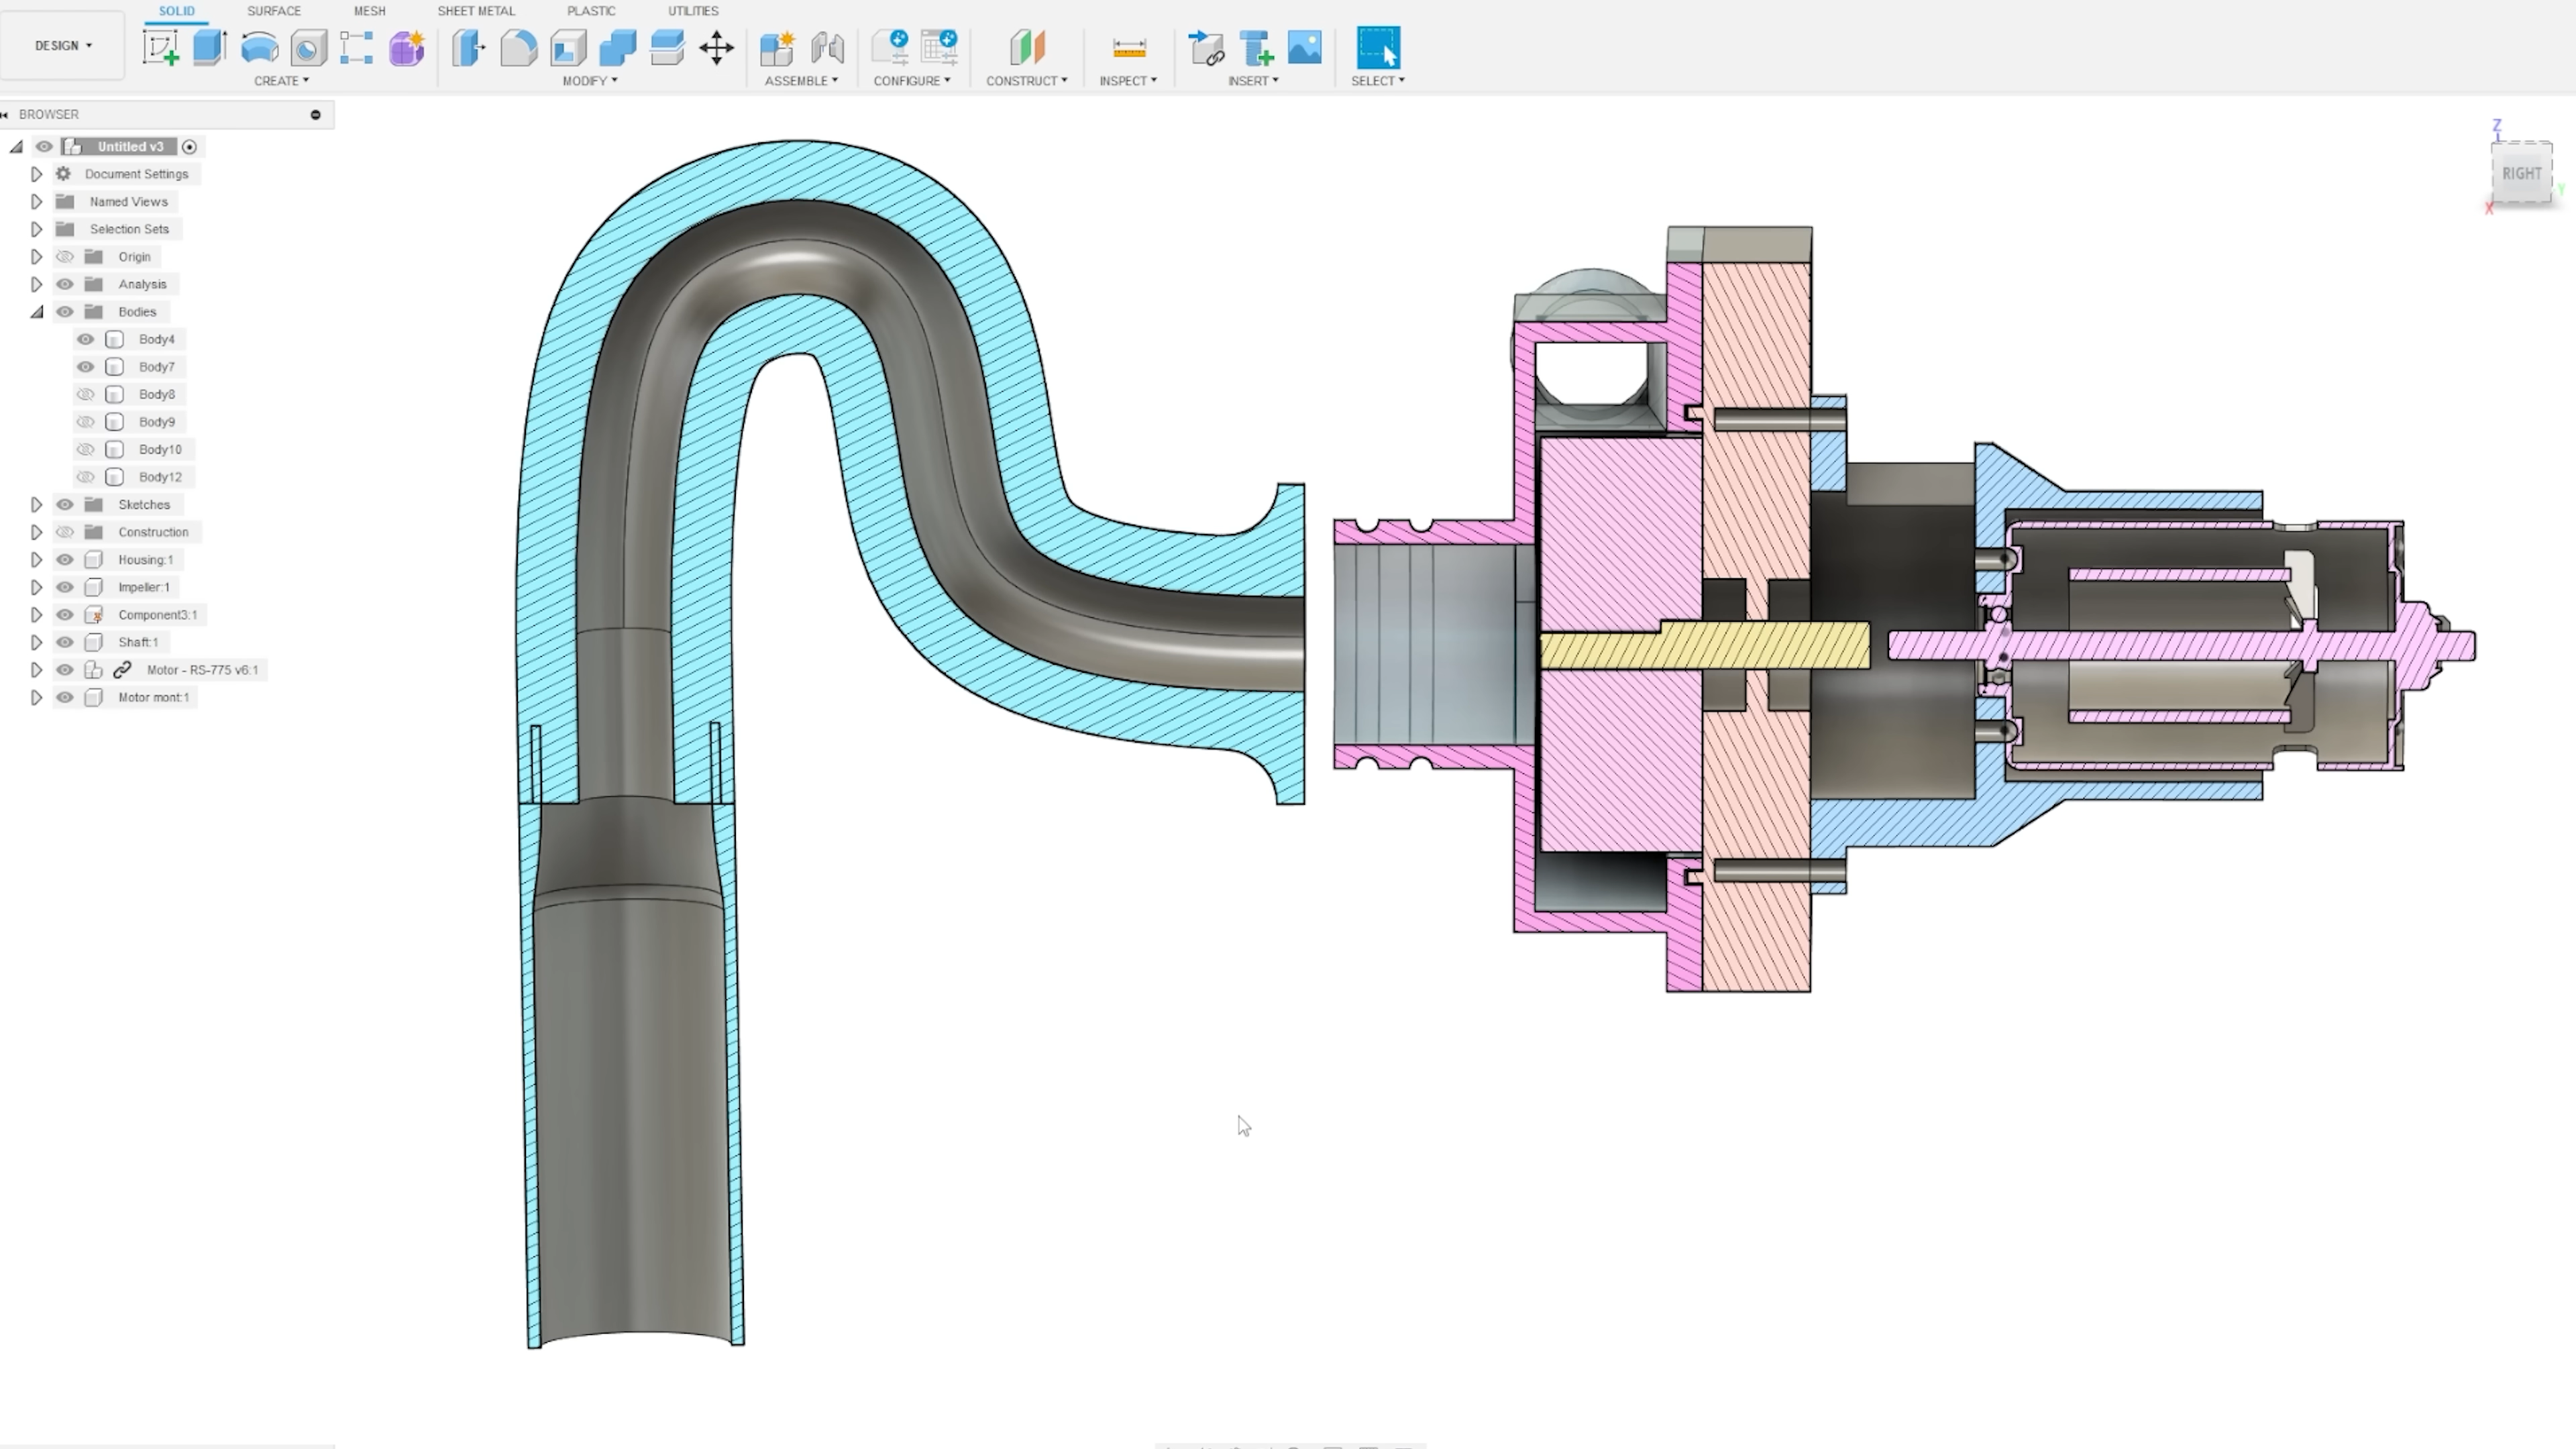 SOLID SURFACE MESH SHEET METAL PLASTIC UTILITIES
DESIGN
CREATE MODIFY ASSEMBLE CONFIGURE CONSTRUCT INSPECT INSERT SELECT
BROWSER
Untitled v3
Document Settings
Named Views
Selection Sets
Origin
Analysis
Bodies
Body4
Body7
Body8
Body9
Body10
Body12
Sketches
Construction
Housing:1
Impeller:1
Component3:1
Shaft:1
Motor - RS-775 v6:1
Motor mont:1
Z
RIGHT
Y
X